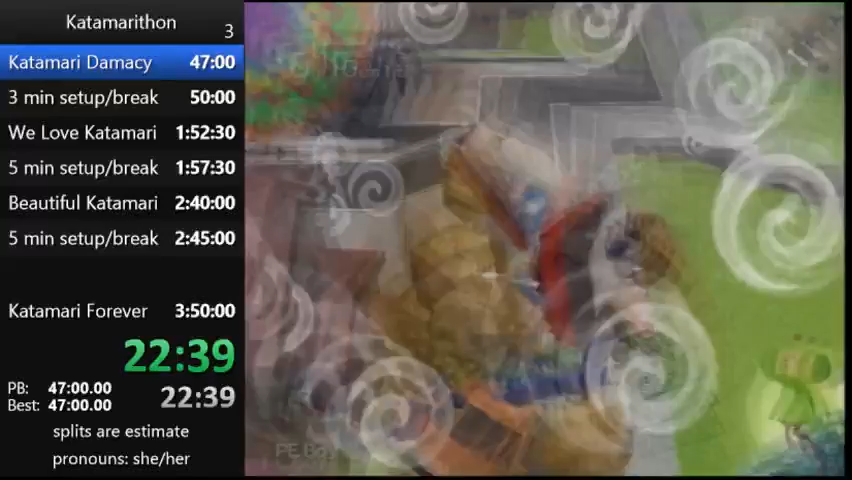 Katamarithon
3
Katamari Damacy 47:00
3 min setup/break 50:00
We Love Katamari 1:52:30
5 min setup/break 1:57:30
Beautiful Katamari 2:40:00
5 min setup/break 2:45:00
Katamari Forever 3:50:00
22:39
PB: 47:00.00
Best: 47:00.00
22:39
splits are estimate
pronouns: she/her